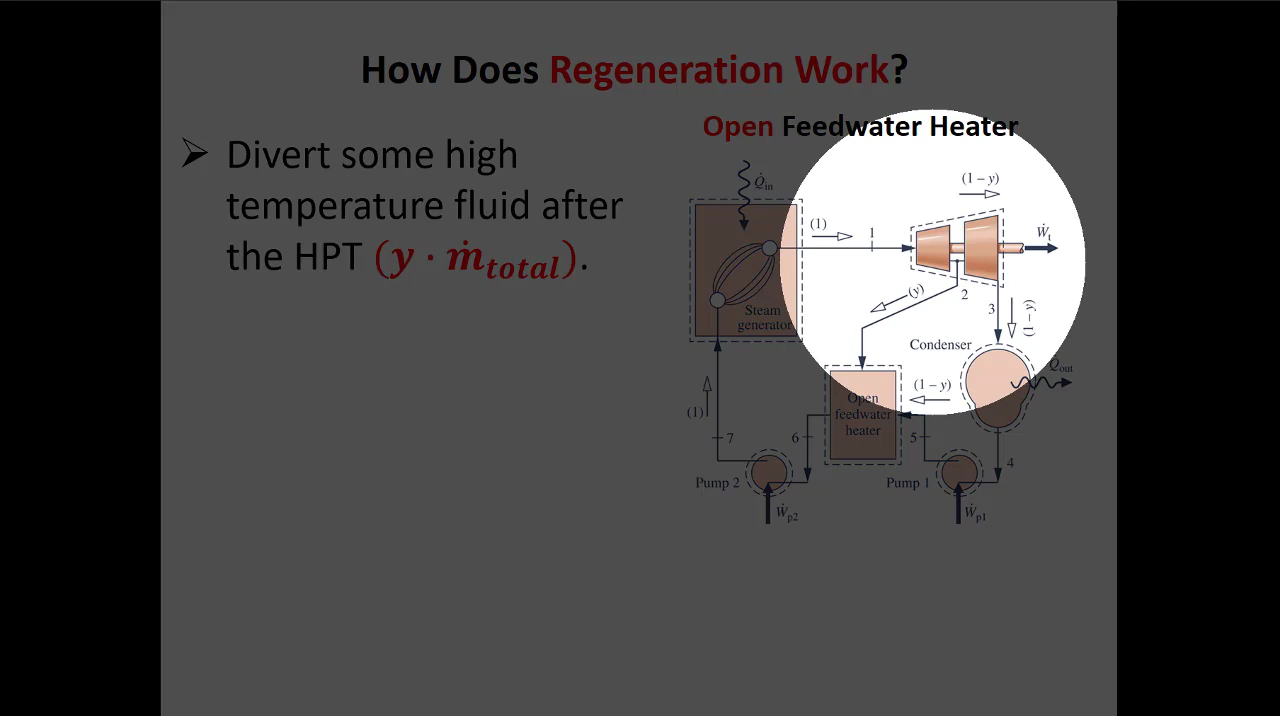 How Does Regeneration Work?
Open Feedwater Heater
➢ Divert some high
temperature fluid after
the HPT (y · ṁtotal).
Q̇in
(1 – y)
(1)
1
Ẇt
(y)
2
3
(1 – y)
Steam
generator
Condenser
Q̇out
(1 – y)
Open
feedwater
heater
(1)
7
6
5
4
Pump 2
Pump 1
Ẇp2
Ẇp1